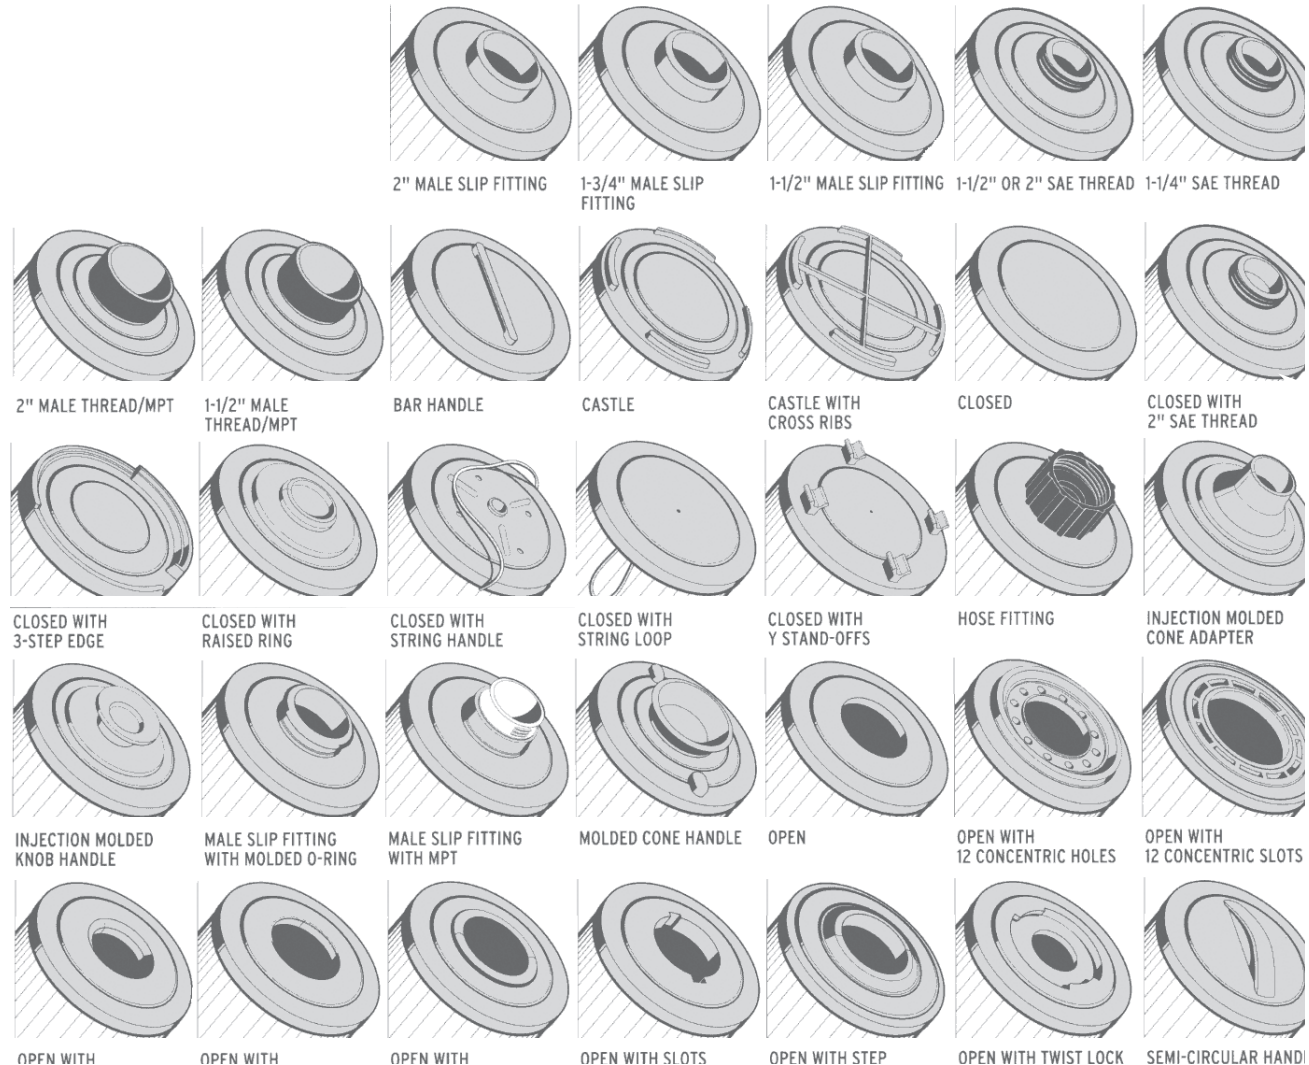 2" MALE SLIP FITTING
1-3/4" MALE SLIP
FITTING
1-1/2" MALE SLIP FITTING
1-1/2" OR 2" SAE THREAD
1-1/4" SAE THREAD
2" MALE THREAD/MPT
1-1/2" MALE
THREAD/MPT
BAR HANDLE
CASTLE
CASTLE WITH
CROSS RIBS
CLOSED
CLOSED WITH
2" SAE THREAD
CLOSED WITH
3-STEP EDGE
CLOSED WITH
RAISED RING
CLOSED WITH
STRING HANDLE
CLOSED WITH
STRING LOOP
CLOSED WITH
Y STAND-OFFS
HOSE FITTING
INJECTION MOLDED
CONE ADAPTER
INJECTION MOLDED
KNOB HANDLE
MALE SLIP FITTING
WITH MOLDED O-RING
MALE SLIP FITTING
WITH MPT
MOLDED CONE HANDLE
OPEN
OPEN WITH
12 CONCENTRIC HOLES
OPEN WITH
12 CONCENTRIC SLOTS
OPEN WITH
OPEN WITH
OPEN WITH
OPEN WITH SLOTS
OPEN WITH STEP
OPEN WITH TWIST LOCK
SEMI-CIRCULAR